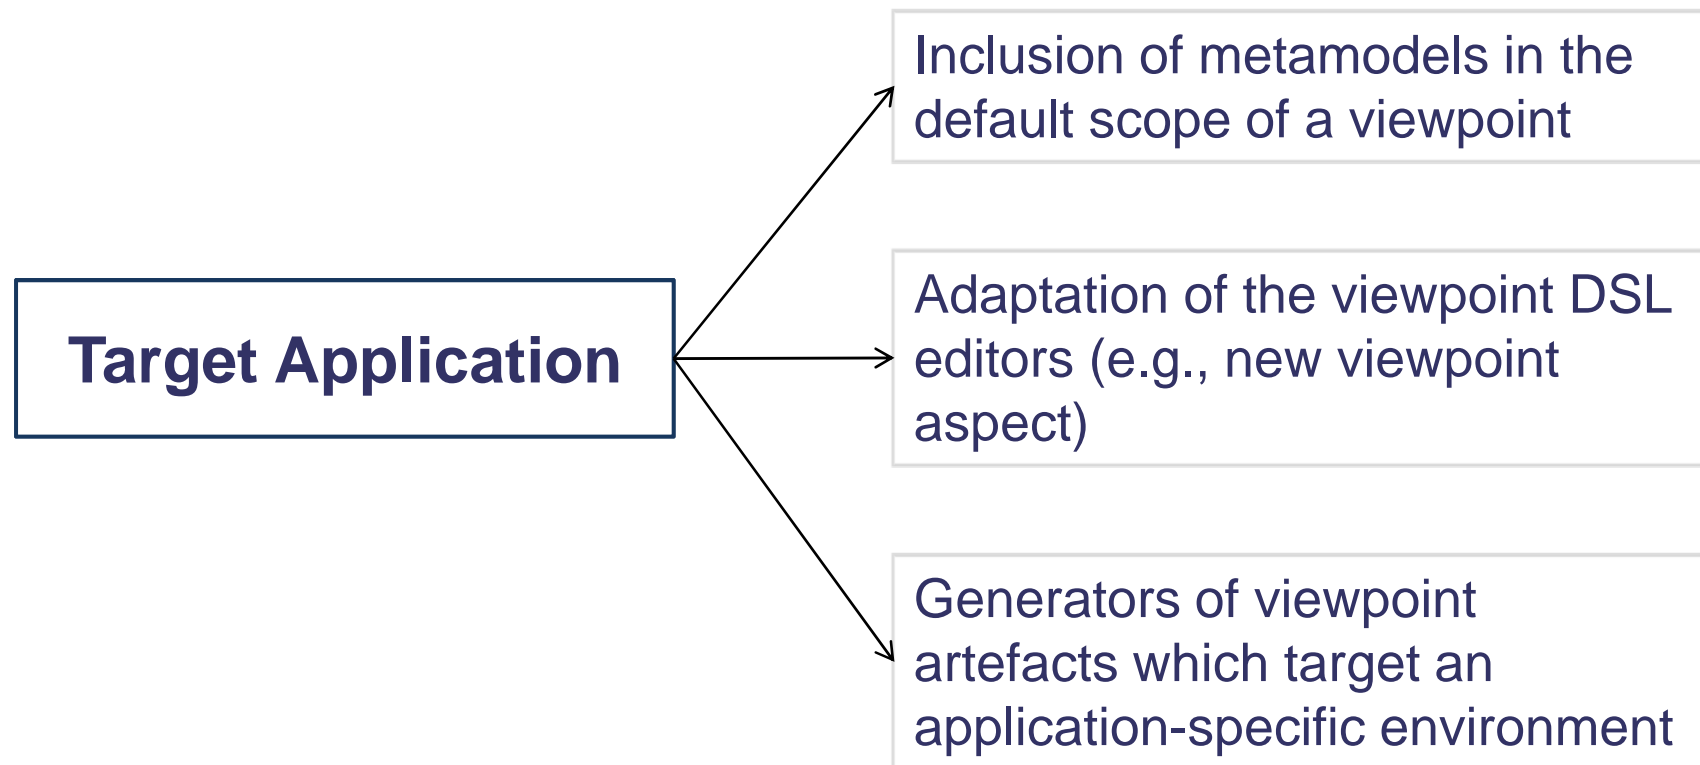 Inclusion of metamodels in the
default scope of a viewpoint
Target Application
Adaptation of the viewpoint DSL
editors (e.g., new viewpoint
aspect)
Generators of viewpoint
artefacts which target an
application-specific environment